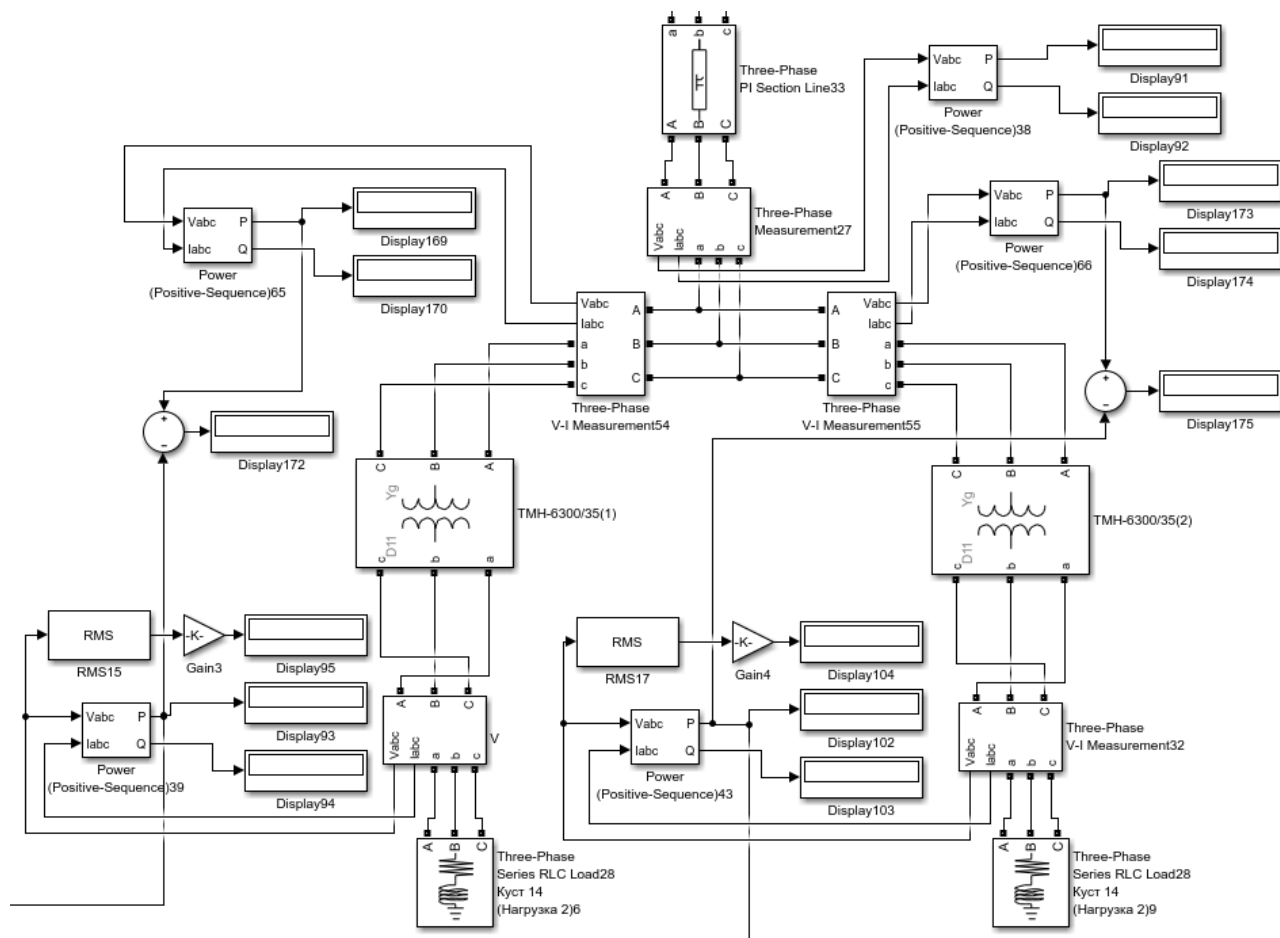 a b c
Three-Phase
PI Section Line33
π
A B C
Vabc P
Iabc Q
Power
(Positive-Sequence)38
Display91
Display92
A B C
Three-Phase
Measurement27
Vabc Iabc a b c
Vabc P
Iabc Q
Power
(Positive-Sequence)65
Display169
Display170
Vabc P
Iabc Q
Power
(Positive-Sequence)66
Display173
Display174
Vabc A
Iabc
a B
b
c C
Three-Phase
V-I Measurement54
A Vabc
Iabc
B a
b
C c
Three-Phase
V-I Measurement55
+
−
Display172
+
−
Display175
C B A
Yg
D11
c b a
TMH-6300/35(1)
C B A
Yg
D11
c b a
TMH-6300/35(2)
RMS
RMS15
-K-
Gain3
Display95
Vabc P
Iabc Q
Power
(Positive-Sequence)39
Display93
Display94
A B C
Vabc Iabc a b c
V
A B C
Three-Phase
Series RLC Load28
Куст 14
(Нагрузка 2)6
RMS
RMS17
-K-
Gain4
Display104
Vabc P
Iabc Q
Power
(Positive-Sequence)43
Display102
Display103
A B C
Vabc Iabc a b c
Three-Phase
V-I Measurement32
A B C
Three-Phase
Series RLC Load28
Куст 14
(Нагрузка 2)9